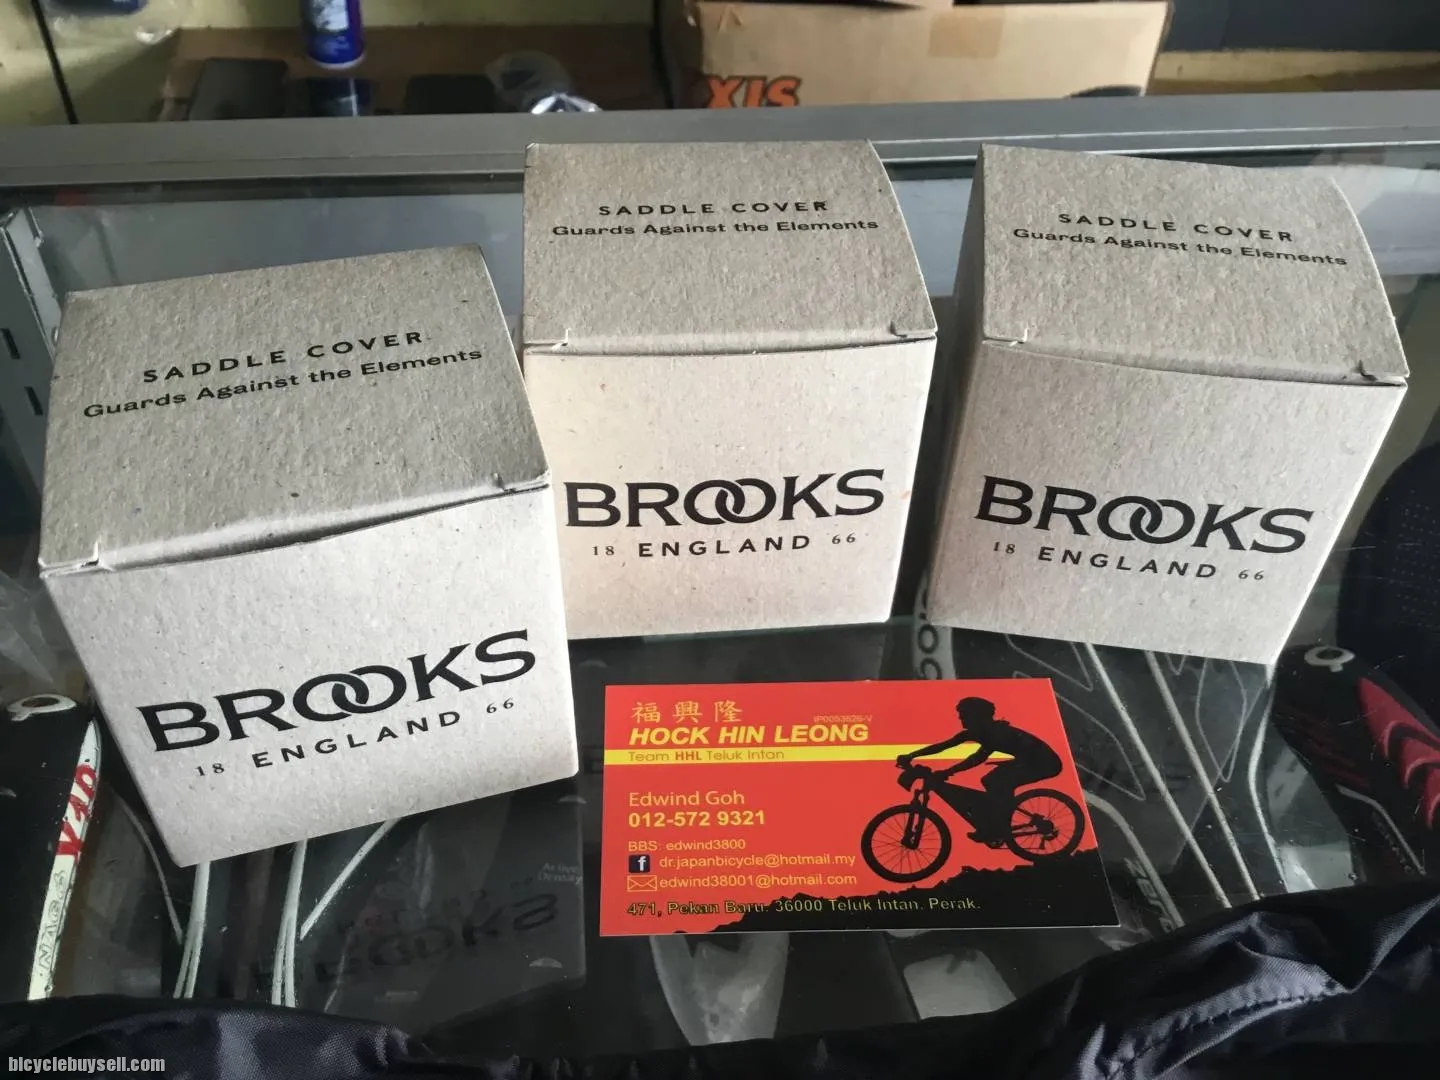 XIS
SADDLE COVER
Guards Against the Elements
BROOKS
18 ENGLAND 66
SADDLE COVER
Guards Against the Elements
BROOKS
18 ENGLAND 66
SADDLE COVER
Guards Against the Elements
BROOKS
18 ENGLAND 66
福興隆
IP0053626-V
HOCK HIN LEONG
Team HHL Teluk Intan
Edwind Goh
012-572 9321
BBS: edwind3800
f dr.japanbicycle@hotmail.my
edwind38001@hotmail.com
471, Pekan Baru. 36000 Teluk Intan. Perak.
bicyclebuysell.com